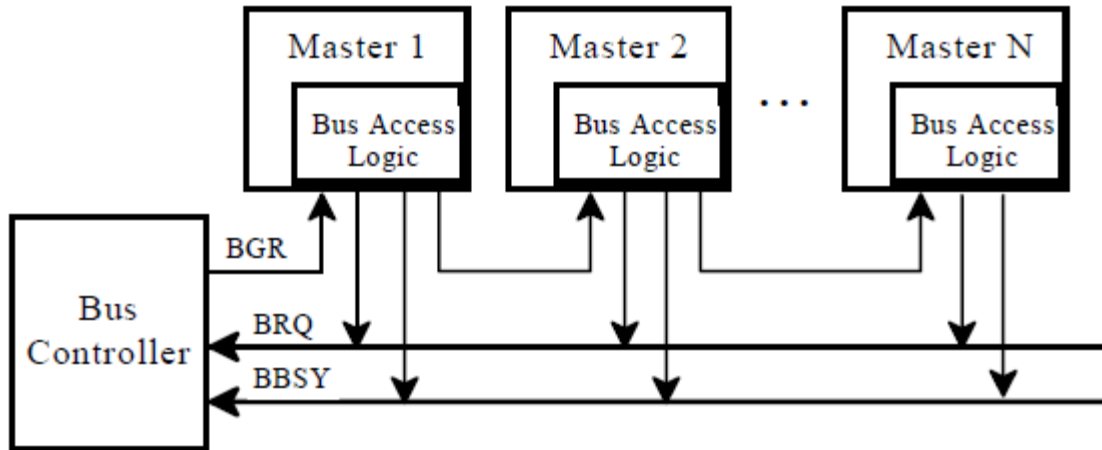 Master 1
Master 2
Master N
Bus Access
Logic
Bus Access
Logic
Bus Access
Logic
...
BGR
Bus
Controller
BRQ
BBSY